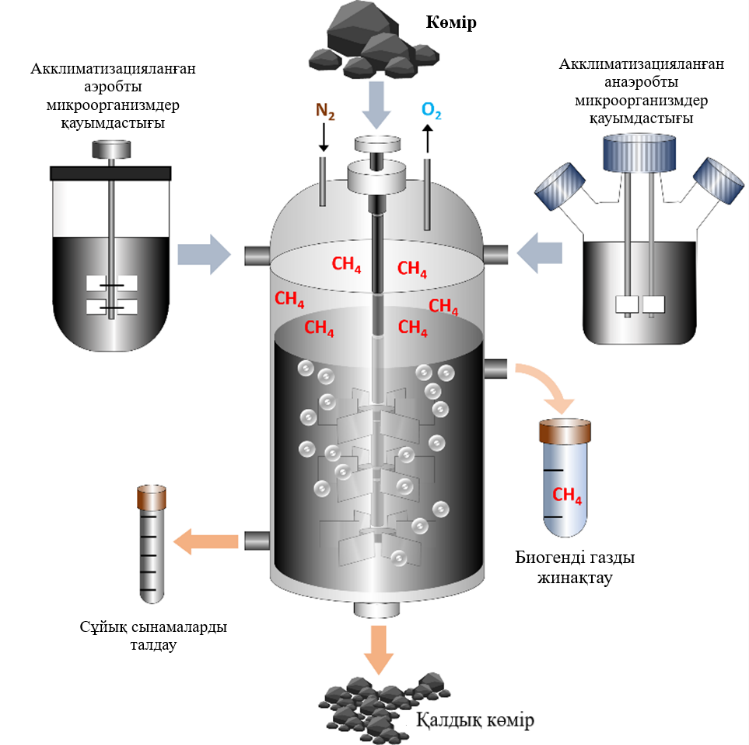 Көмір
Акклиматизацияланған
аэробты
микроорганизмдер
қауымдастығы
N2
O2
Акклиматизацияланған
анаэробты
микроорганизмдер
қауымдастығы
CH4
CH4
CH4
CH4
CH4
CH4
CH4
Биогенді газды
жинақтау
Сұйық сынамаларды
талдау
Қалдық көмір